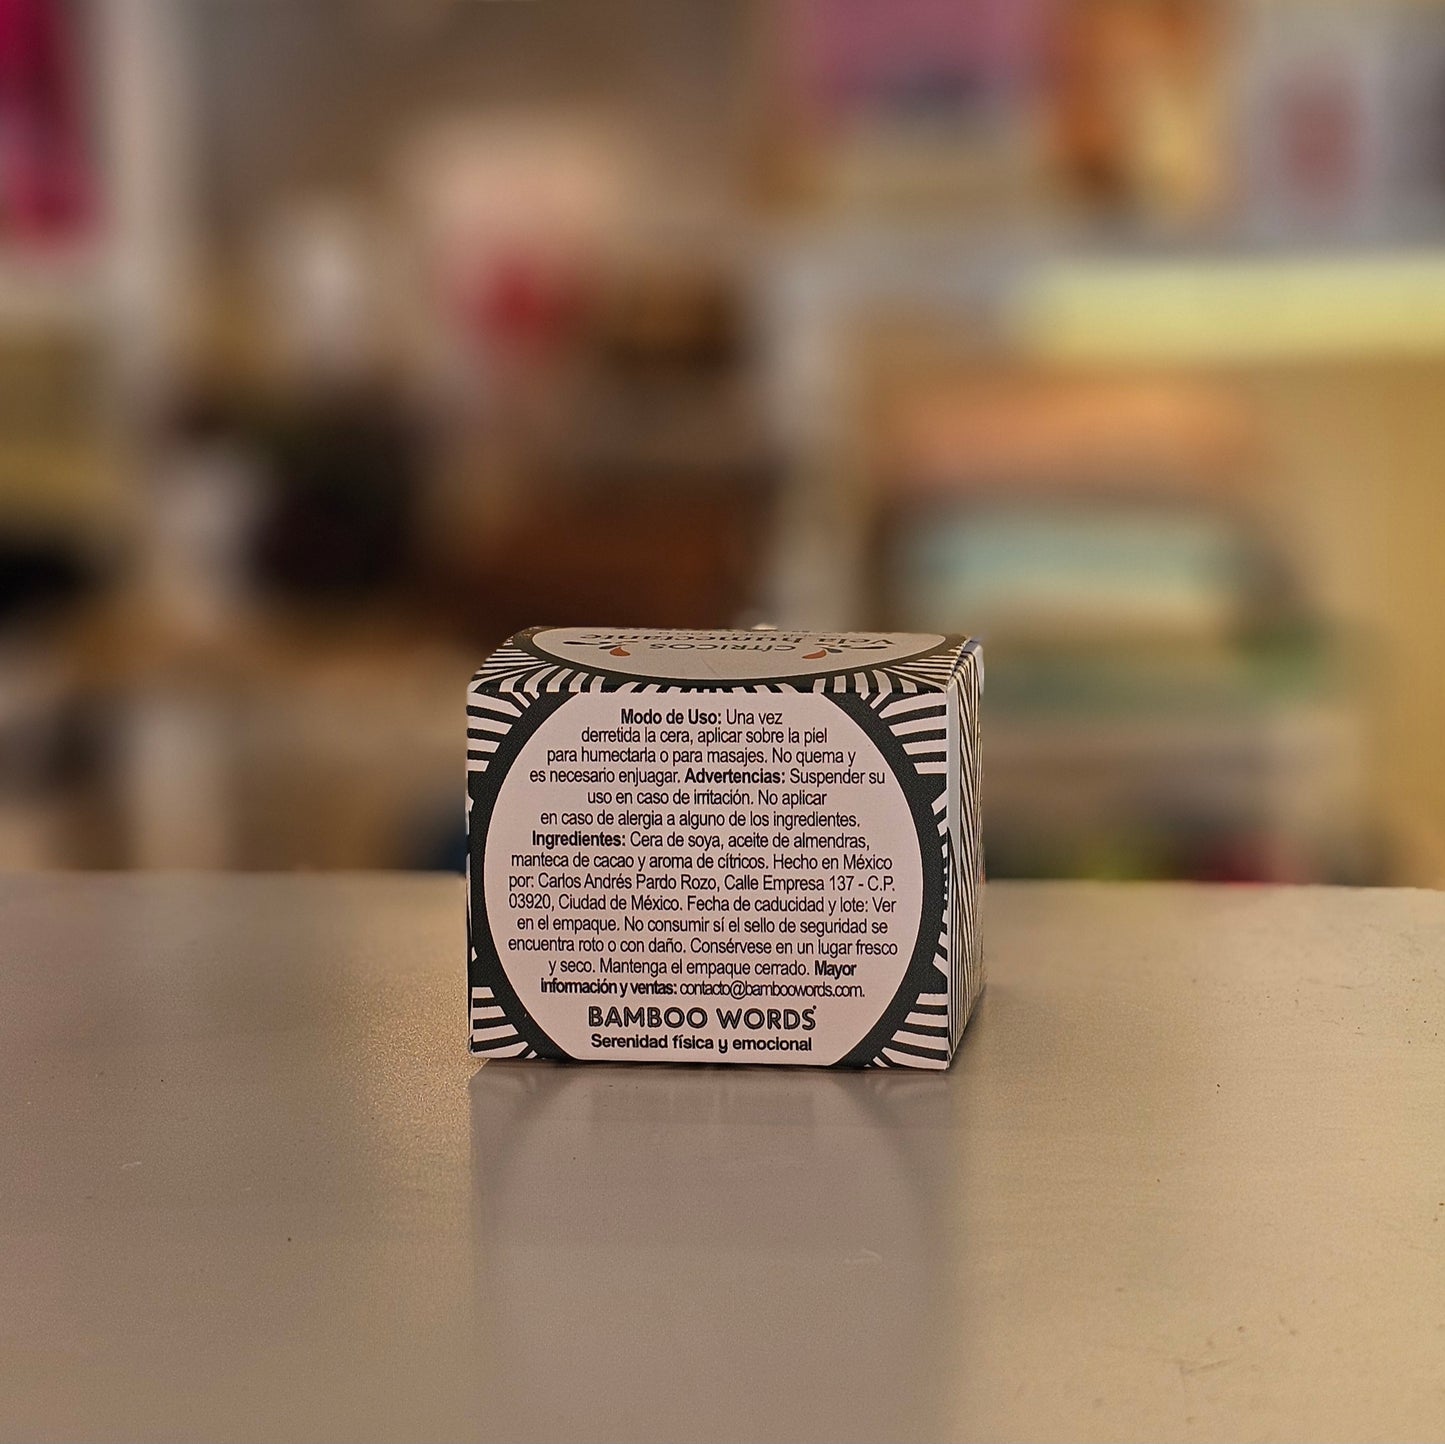 CÍTRICOS
Vela humectante
Modo de Uso: Una vez
derretida la cera, aplicar sobre la piel
para humectarla o para masajes. No quema y
es necesario enjuagar. Advertencias: Suspender su
uso en caso de irritación. No aplicar
en caso de alergia a alguno de los ingredientes.
Ingredientes: Cera de soya, aceite de almendras,
manteca de cacao y aroma de cítricos. Hecho en México
por: Carlos Andrés Pardo Rozo, Calle Empresa 137 - C.P.
03920, Ciudad de México. Fecha de caducidad y lote: Ver
en el empaque. No consumir sí el sello de seguridad se
encuentra roto o con daño. Consérvese en un lugar fresco
y seco. Mantenga el empaque cerrado. Mayor
información y ventas: contacto@bamboowords.com.
BAMBOO WORDS
Serenidad física y emocional